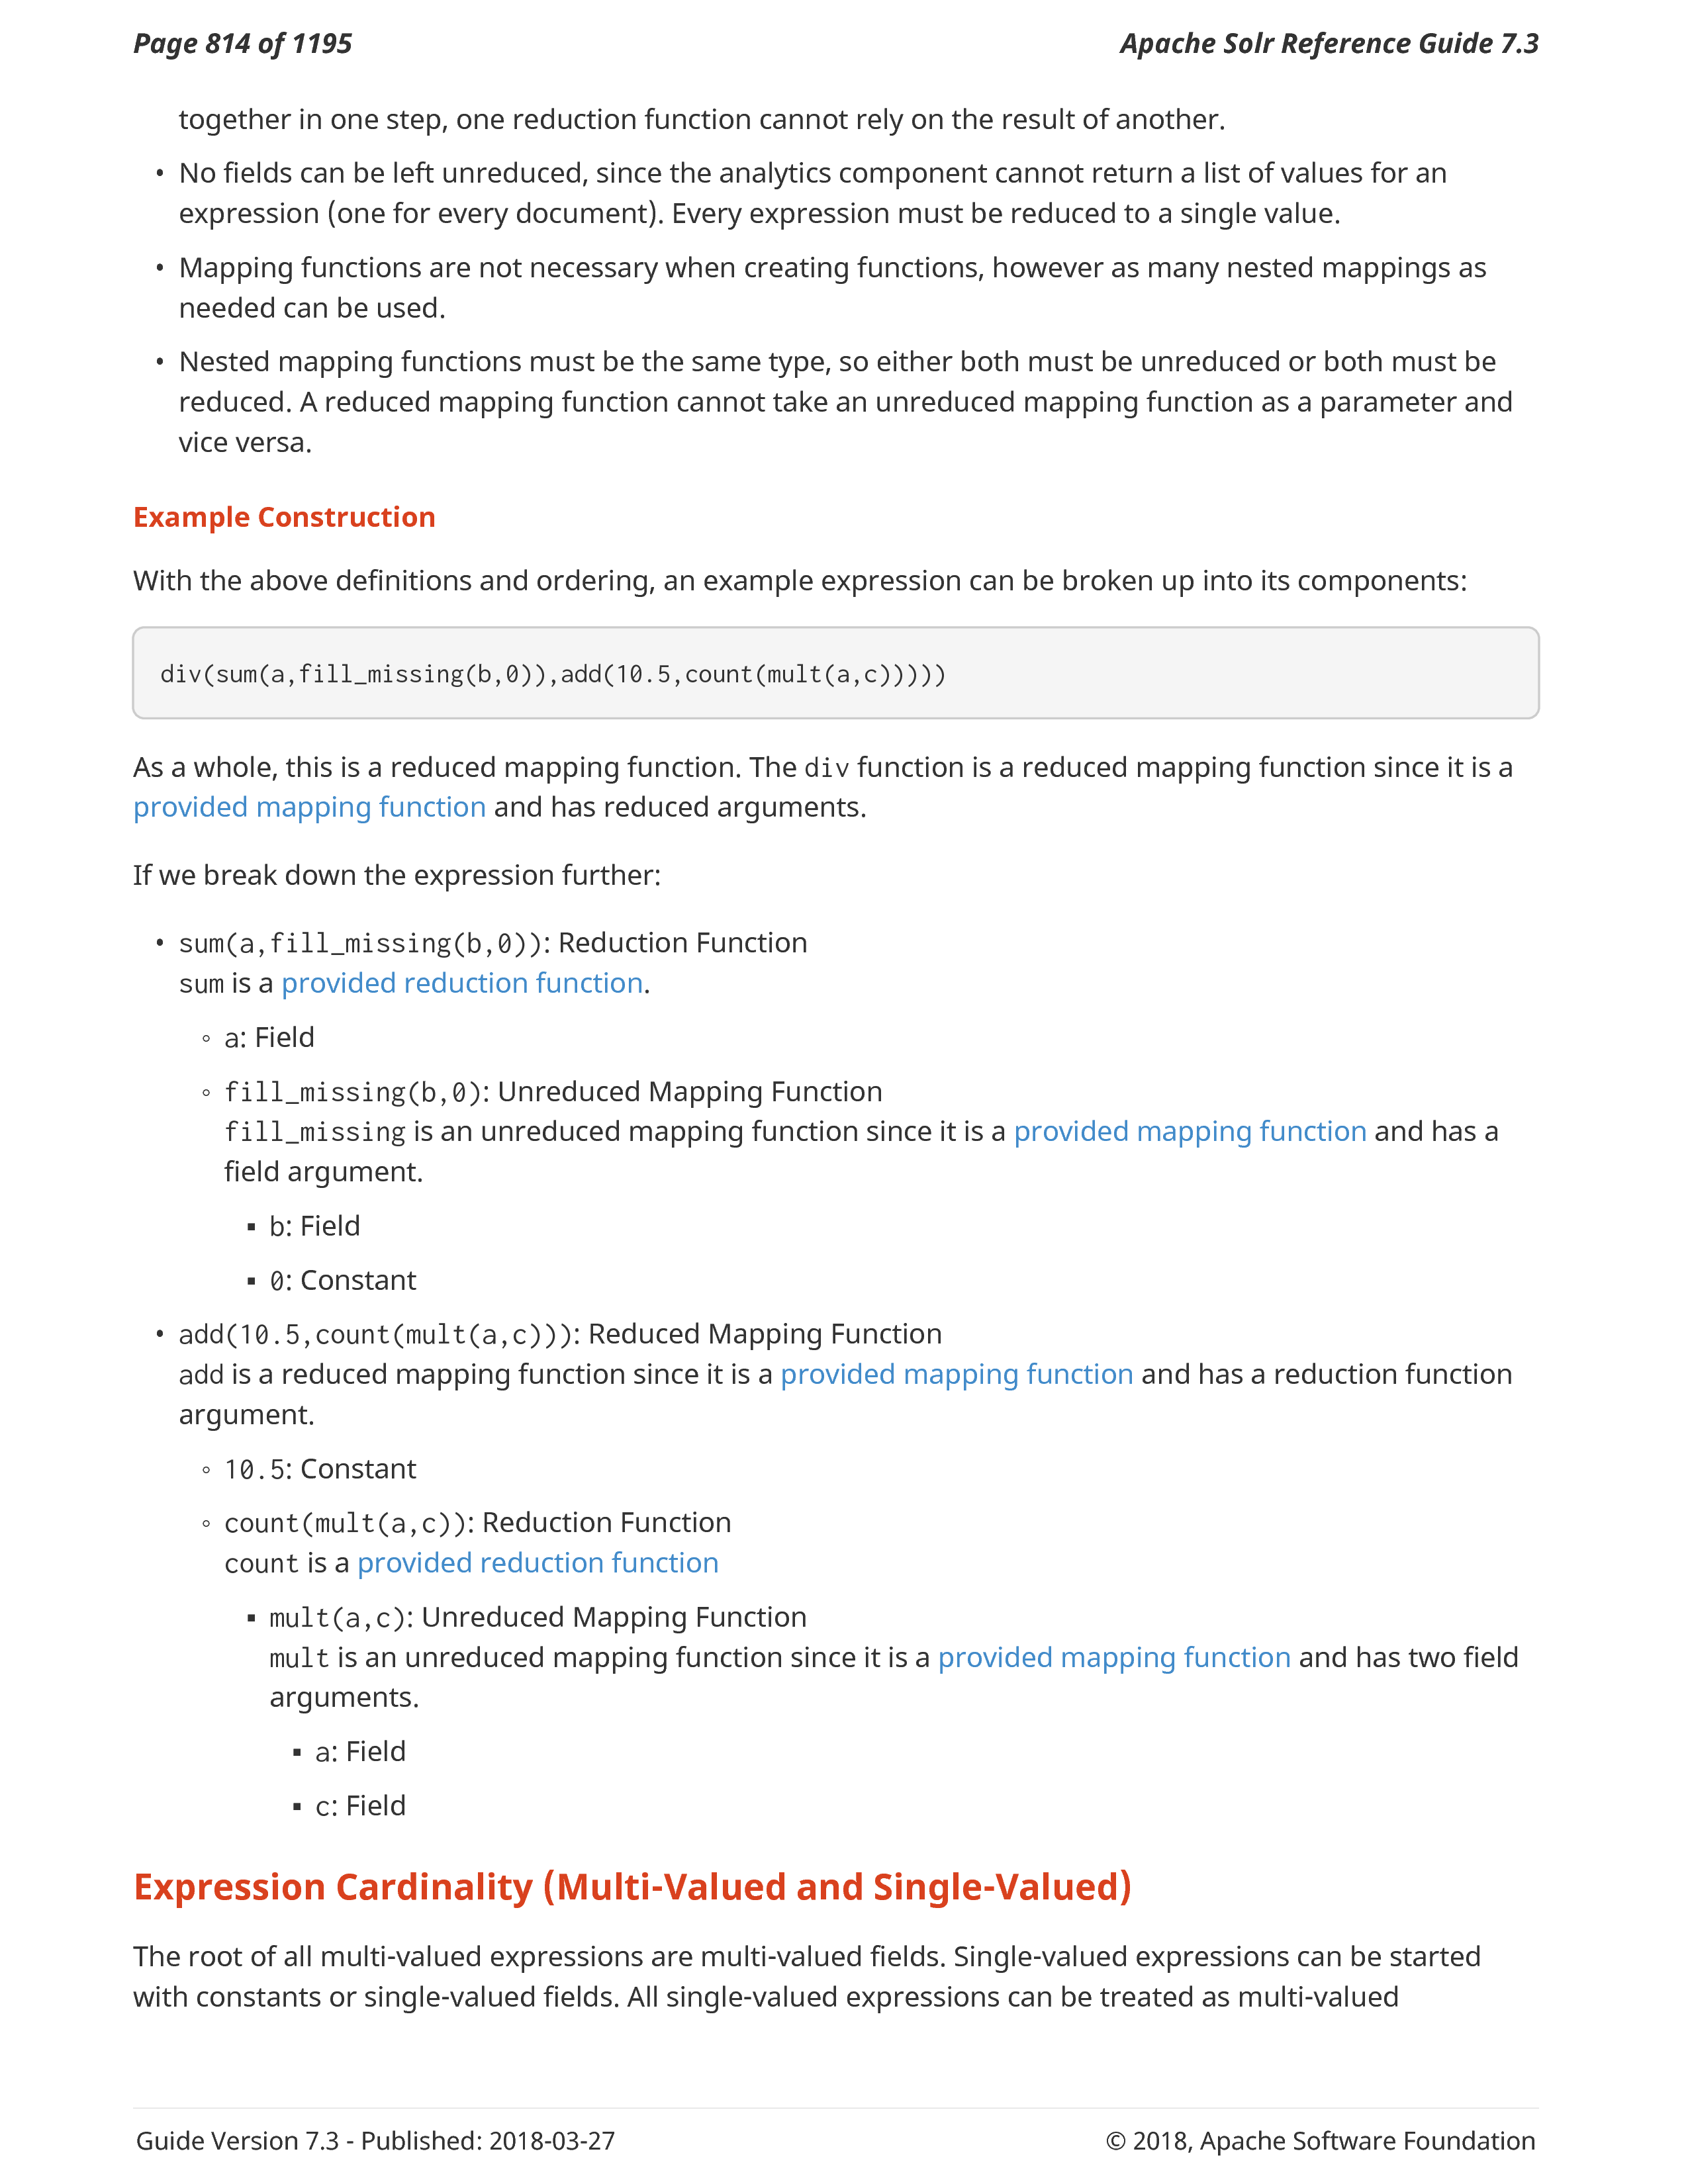 Page 814 of 1195
Apache Solr Reference Guide 7.3
together in one step, one reduction function cannot rely on the result of another.
• No fields can be left unreduced, since the analytics component cannot return a list of values for an
expression (one for every document). Every expression must be reduced to a single value.
• Mapping functions are not necessary when creating functions, however as many nested mappings as
needed can be used.
• Nested mapping functions must be the same type, so either both must be unreduced or both must be
reduced. A reduced mapping function cannot take an unreduced mapping function as a parameter and
vice versa.
Example Construction
With the above definitions and ordering, an example expression can be broken up into its components:
div(sum(a,fill_missing(b,0)),add(10.5,count(mult(a,c)))))
As a whole, this is a reduced mapping function. The div function is a reduced mapping function since it is a
provided mapping function and has reduced arguments.
If we break down the expression further:
• sum(a,fill_missing(b,0)): Reduction Function
sum is a provided reduction function.
◦ a: Field
◦ fill_missing(b,0): Unreduced Mapping Function
fill_missing is an unreduced mapping function since it is a provided mapping function and has a
field argument.
▪ b: Field
▪ 0: Constant
• add(10.5,count(mult(a,c))): Reduced Mapping Function
add is a reduced mapping function since it is a provided mapping function and has a reduction function
argument.
◦ 10.5: Constant
◦ count(mult(a,c)): Reduction Function
count is a provided reduction function
▪ mult(a,c): Unreduced Mapping Function
mult is an unreduced mapping function since it is a provided mapping function and has two field
arguments.
▪ a: Field
▪ c: Field
Expression Cardinality (Multi-Valued and Single-Valued)
The root of all multi-valued expressions are multi-valued fields. Single-valued expressions can be started
with constants or single-valued fields. All single-valued expressions can be treated as multi-valued
Guide Version 7.3 - Published: 2018-03-27
© 2018, Apache Software Foundation